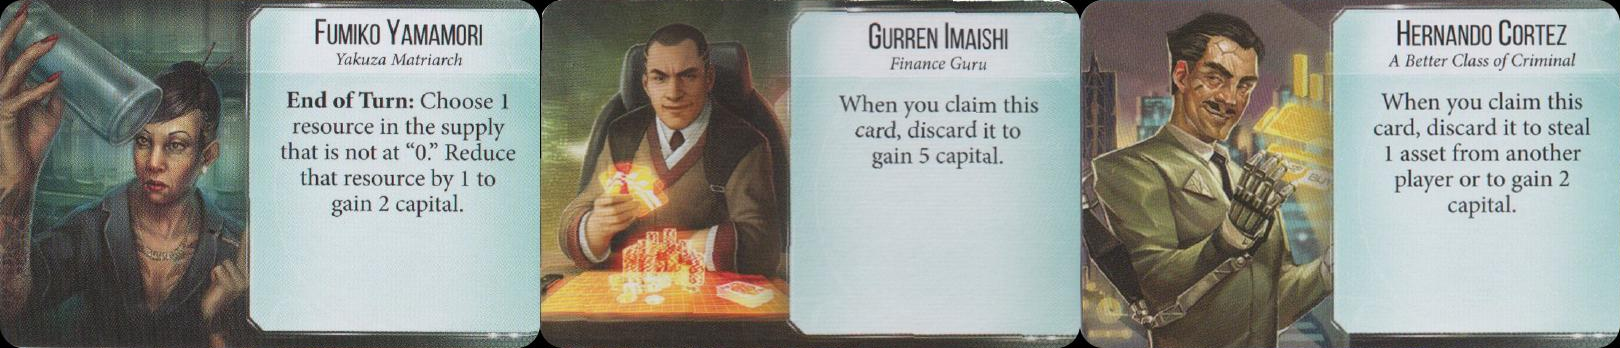 FUMIKO YAMAMORI
Yakuza Matriarch
End of Turn: Choose 1
resource in the supply
that is not at “0.” Reduce
that resource by 1 to
gain 2 capital.
GURREN IMAISHI
Finance Guru
When you claim this
card, discard it to
gain 5 capital.
HERNANDO CORTEZ
A Better Class of Criminal
When you claim this
card, discard it to steal
1 asset from another
player or to gain 2
capital.
BUY